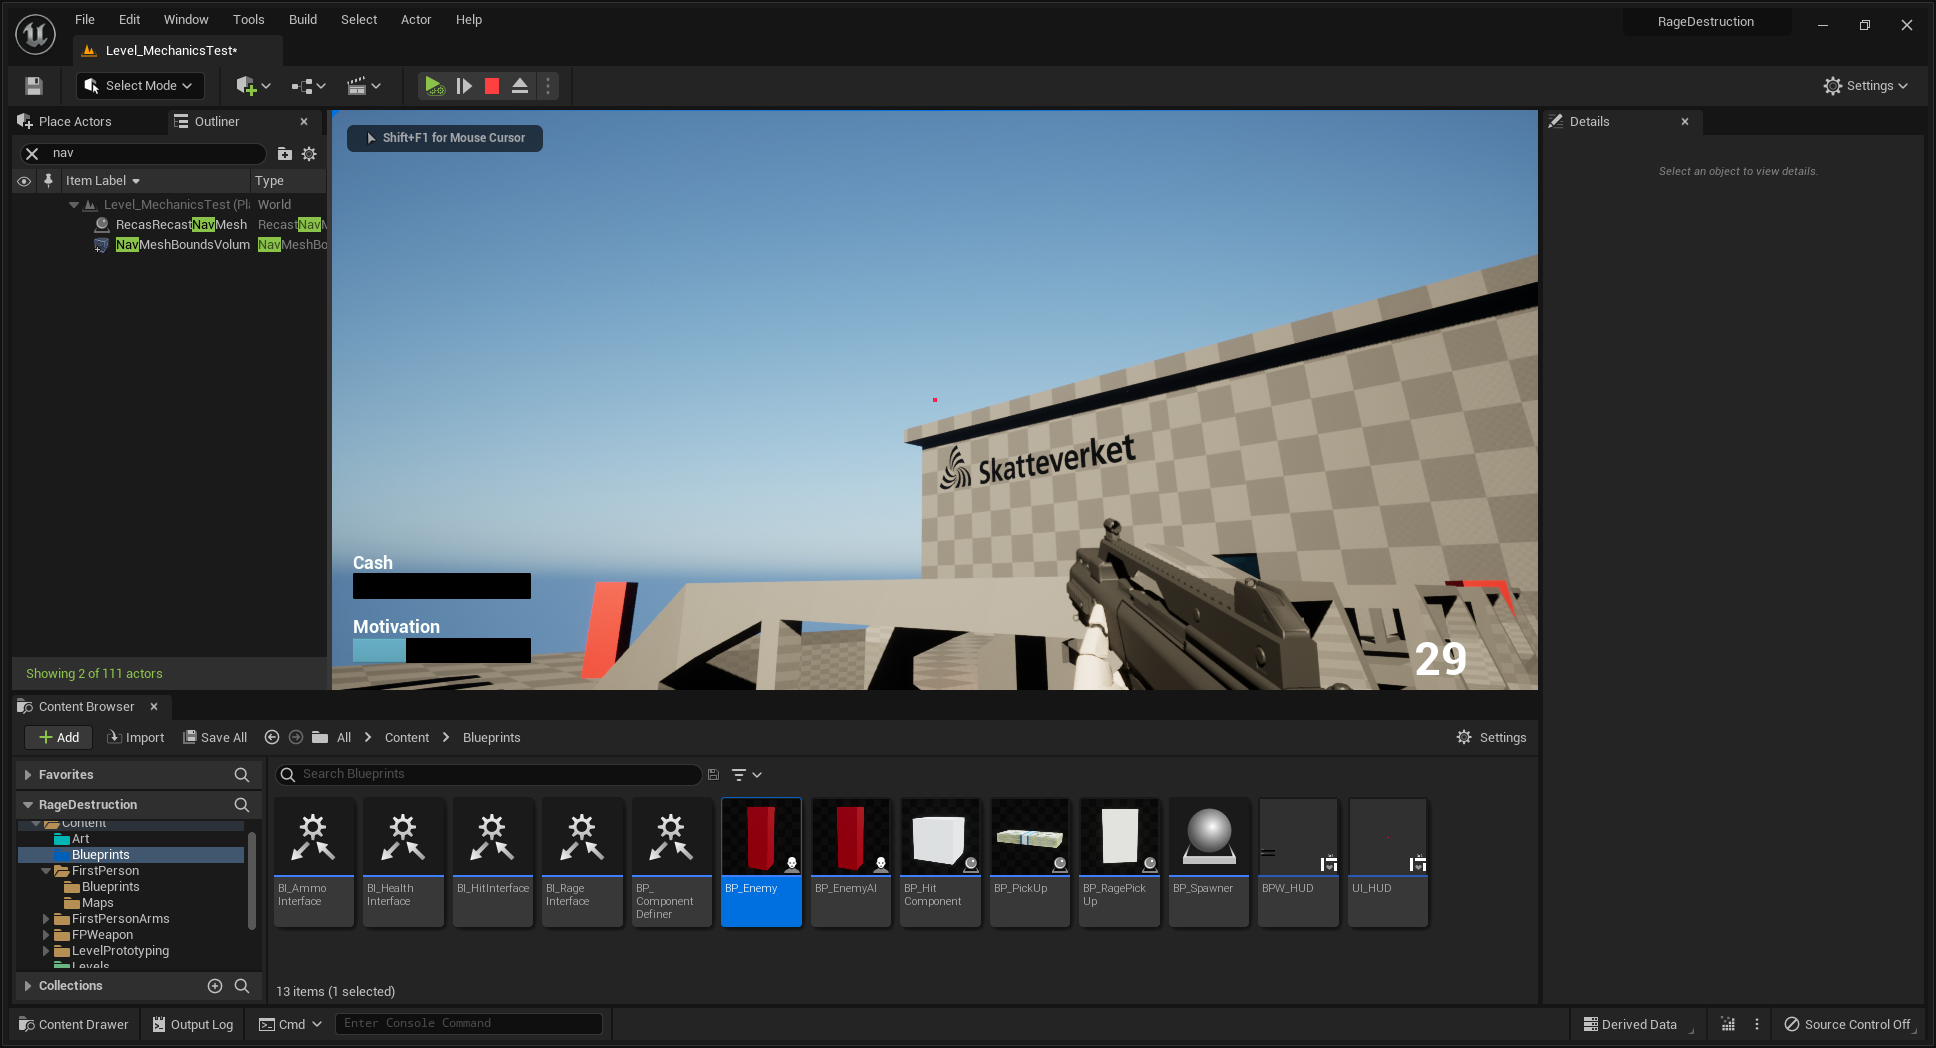 File Edit Window Tools Build Select Actor Help
RageDestruction
Level_MechanicsTest*
Select Mode
Settings
Place Actors
Outliner
Details
Shift+F1 for Mouse Cursor
nav
Item Label
Type
Select an object to view details.
Level_MechanicsTest (Pl
World
RecasRecastNavMesh
RecastNavM
NavMeshBoundsVolum
NavMeshBo
Skatteverket
Cash
Motivation
29
Showing 2 of 111 actors
Content Browser
Add
Import
Save All
All
Content
Blueprints
Settings
Favorites
Search Blueprints
RageDestruction
Content
Art
Blueprints
FirstPerson
Blueprints
Maps
FirstPersonArms
FPWeapon
LevelPrototyping
Levels
Collections
BI_Ammo
Interface
BI_Health
Interface
BI_HitInterface
BI_Rage
Interface
BP_
Component
Definer
BP_Enemy
BP_EnemyAI
BP_Hit
Component
BP_PickUp
BP_RagePick
Up
BP_Spawner
BPW_HUD
UI_HUD
13 items (1 selected)
Content Drawer
Output Log
Cmd
Enter Console Command
Derived Data
Source Control Off